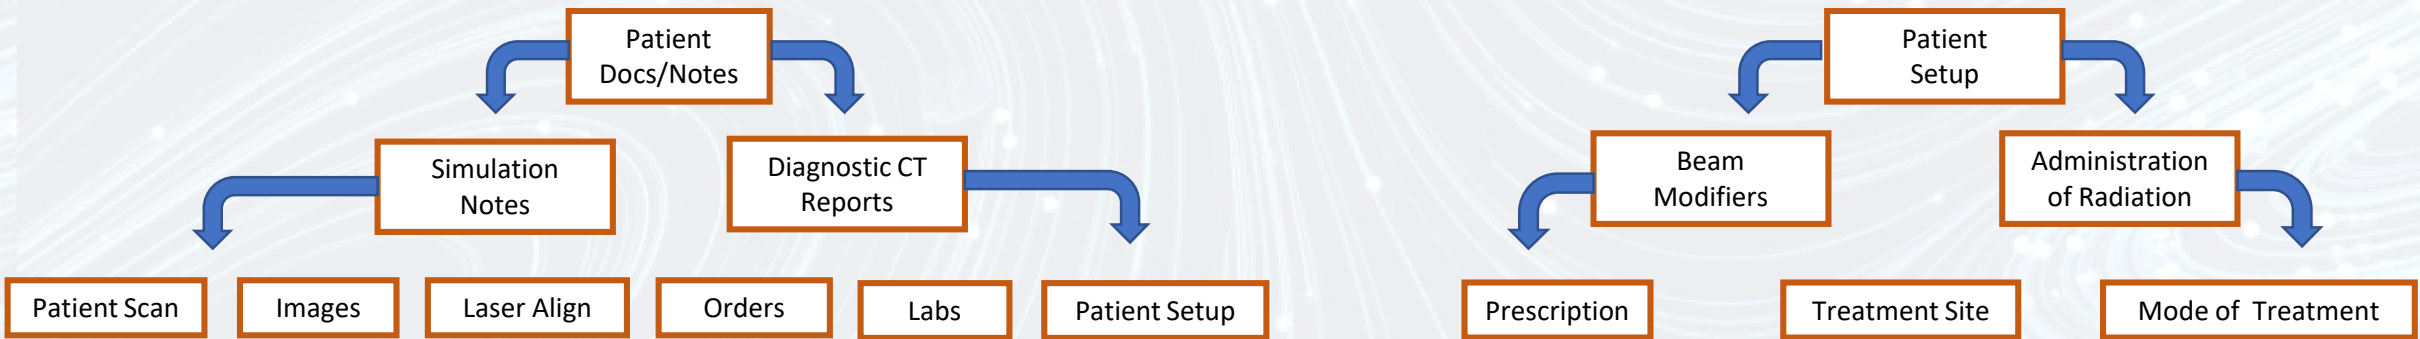 Patient
Docs/Notes
Simulation
Notes
Diagnostic CT
Reports
Patient Scan
Images
Laser Align
Orders
Labs
Patient Setup
Patient
Setup
Beam
Modifiers
Administration
of Radiation
Prescription
Treatment Site
Mode of  Treatment